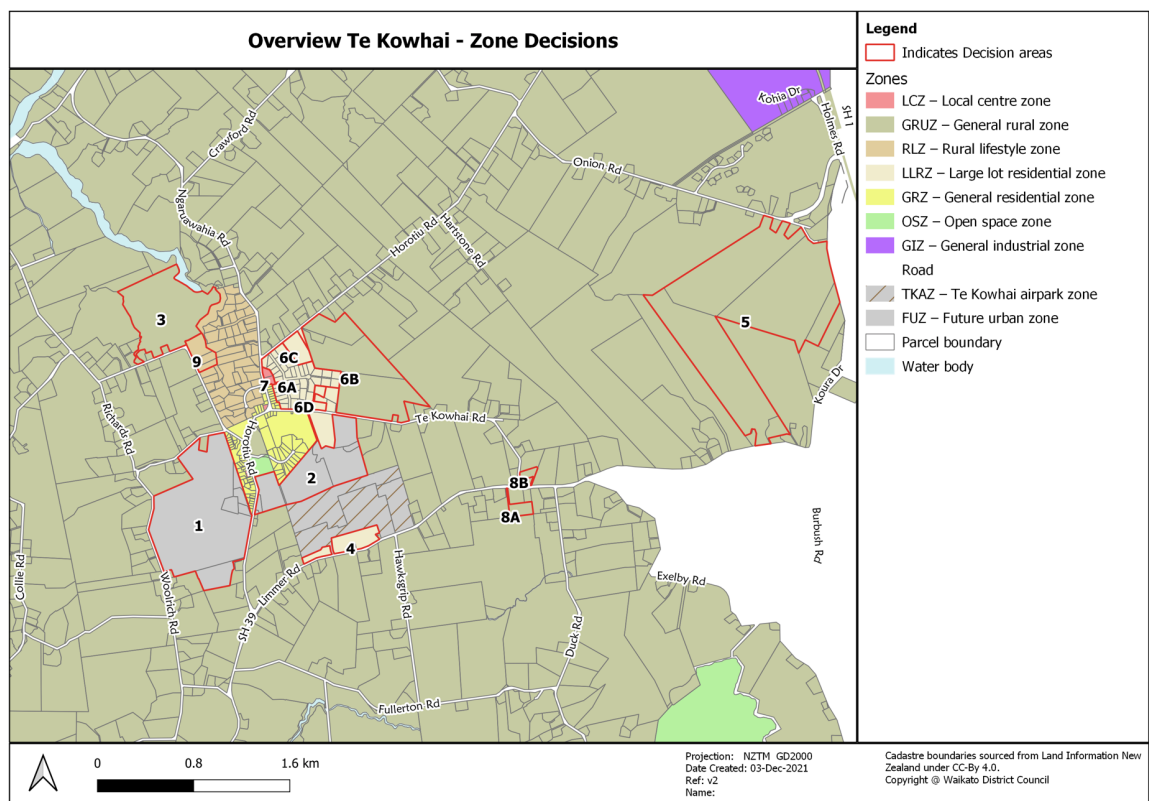 Overview Te Kowhai - Zone Decisions
Legend
Indicates Decision areas
Zones
LCZ – Local centre zone
GRUZ – General rural zone
RLZ – Rural lifestyle zone
LLRZ – Large lot residential zone
GRZ – General residential zone
OSZ – Open space zone
GIZ – General industrial zone
Road
TKAZ – Te Kowhai airpark zone
FUZ – Future urban zone
Parcel boundary
Water body
Kohia Dr
SH 1
Holmes Rd
Crawford Rd
Onion Rd
Ngaruawahia Rd
Horotiu Rd
Hartstone Rd
3
5
9
6C
7
6A
6B
6D
Koura Dr
Richards Rd
Te Kowhai Rd
Horotiu Rd
2
8B
8A
1
4
Burbush Rd
Collie Rd
Woolrich Rd
SH 39
Limmer Rd
Hawksgrip Rd
Exelby Rd
Duck Rd
Fullerton Rd
0
0.8
1.6 km
Projection: NZTM GD2000
Date Created: 03-Dec-2021
Ref: v2
Name:
Cadastre boundaries sourced from Land Information New
Zealand under CC-By 4.0.
Copyright @ Waikato District Council